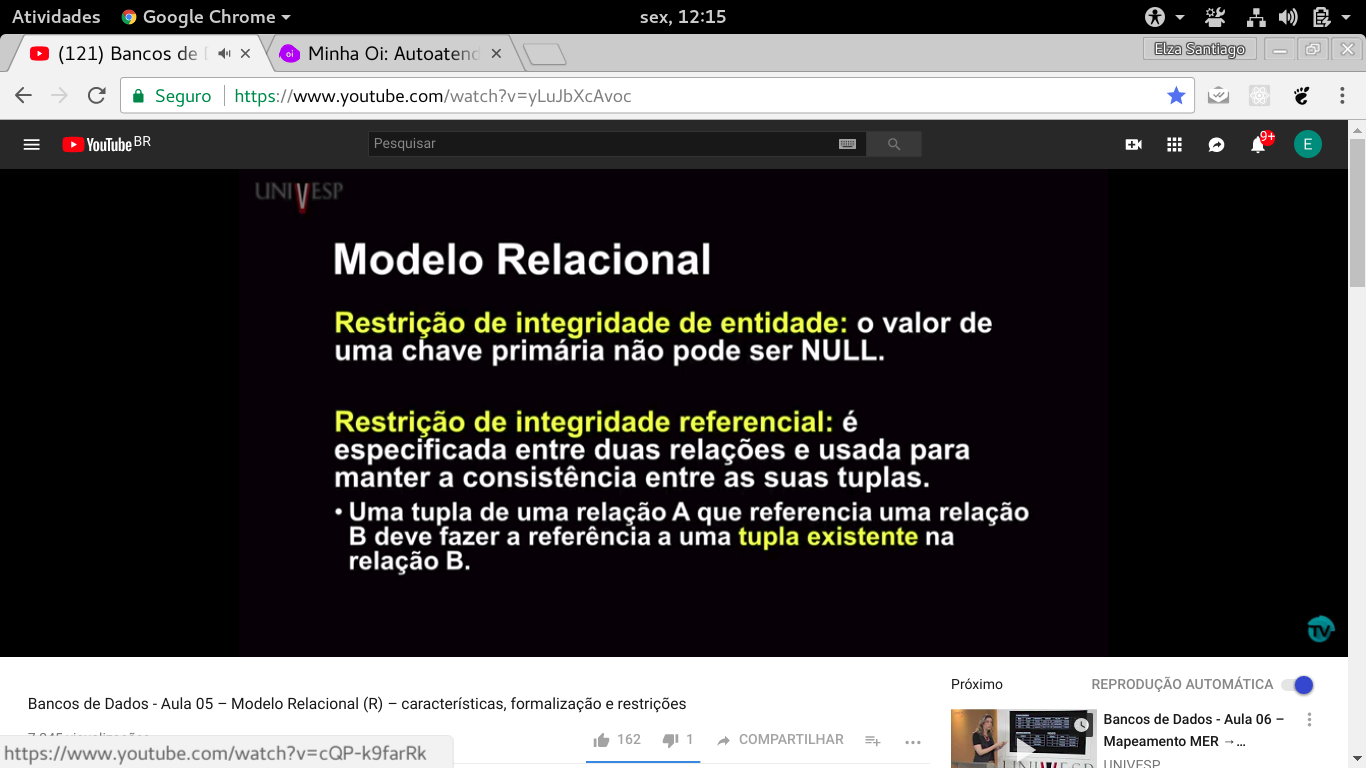 Atividades
Google Chrome
sex, 12:15
(121) Bancos de
Minha Oi: Autoatend
Elza Santiago
Seguro
https://www.youtube.com/watch?v=yLuJbXcAvoc
YouTube BR
Pesquisar
9+
E
UNIVESP
Modelo Relacional
Restrição de integridade de entidade: o valor de
uma chave primária não pode ser NULL.
Restrição de integridade referencial: é
especificada entre duas relações e usada para
manter a consistência entre as suas tuplas.
• Uma tupla de uma relação A que referencia uma relação
B deve fazer a referência a uma tupla existente na
relação B.
TV
Bancos de Dados - Aula 05 – Modelo Relacional (R) – características, formalização e restrições
162
1
COMPARTILHAR
Próximo
REPRODUÇÃO AUTOMÁTICA
Bancos de Dados - Aula 06 –
Mapeamento MER →...
UNIVESP
https://www.youtube.com/watch?v=cQP-k9farRk